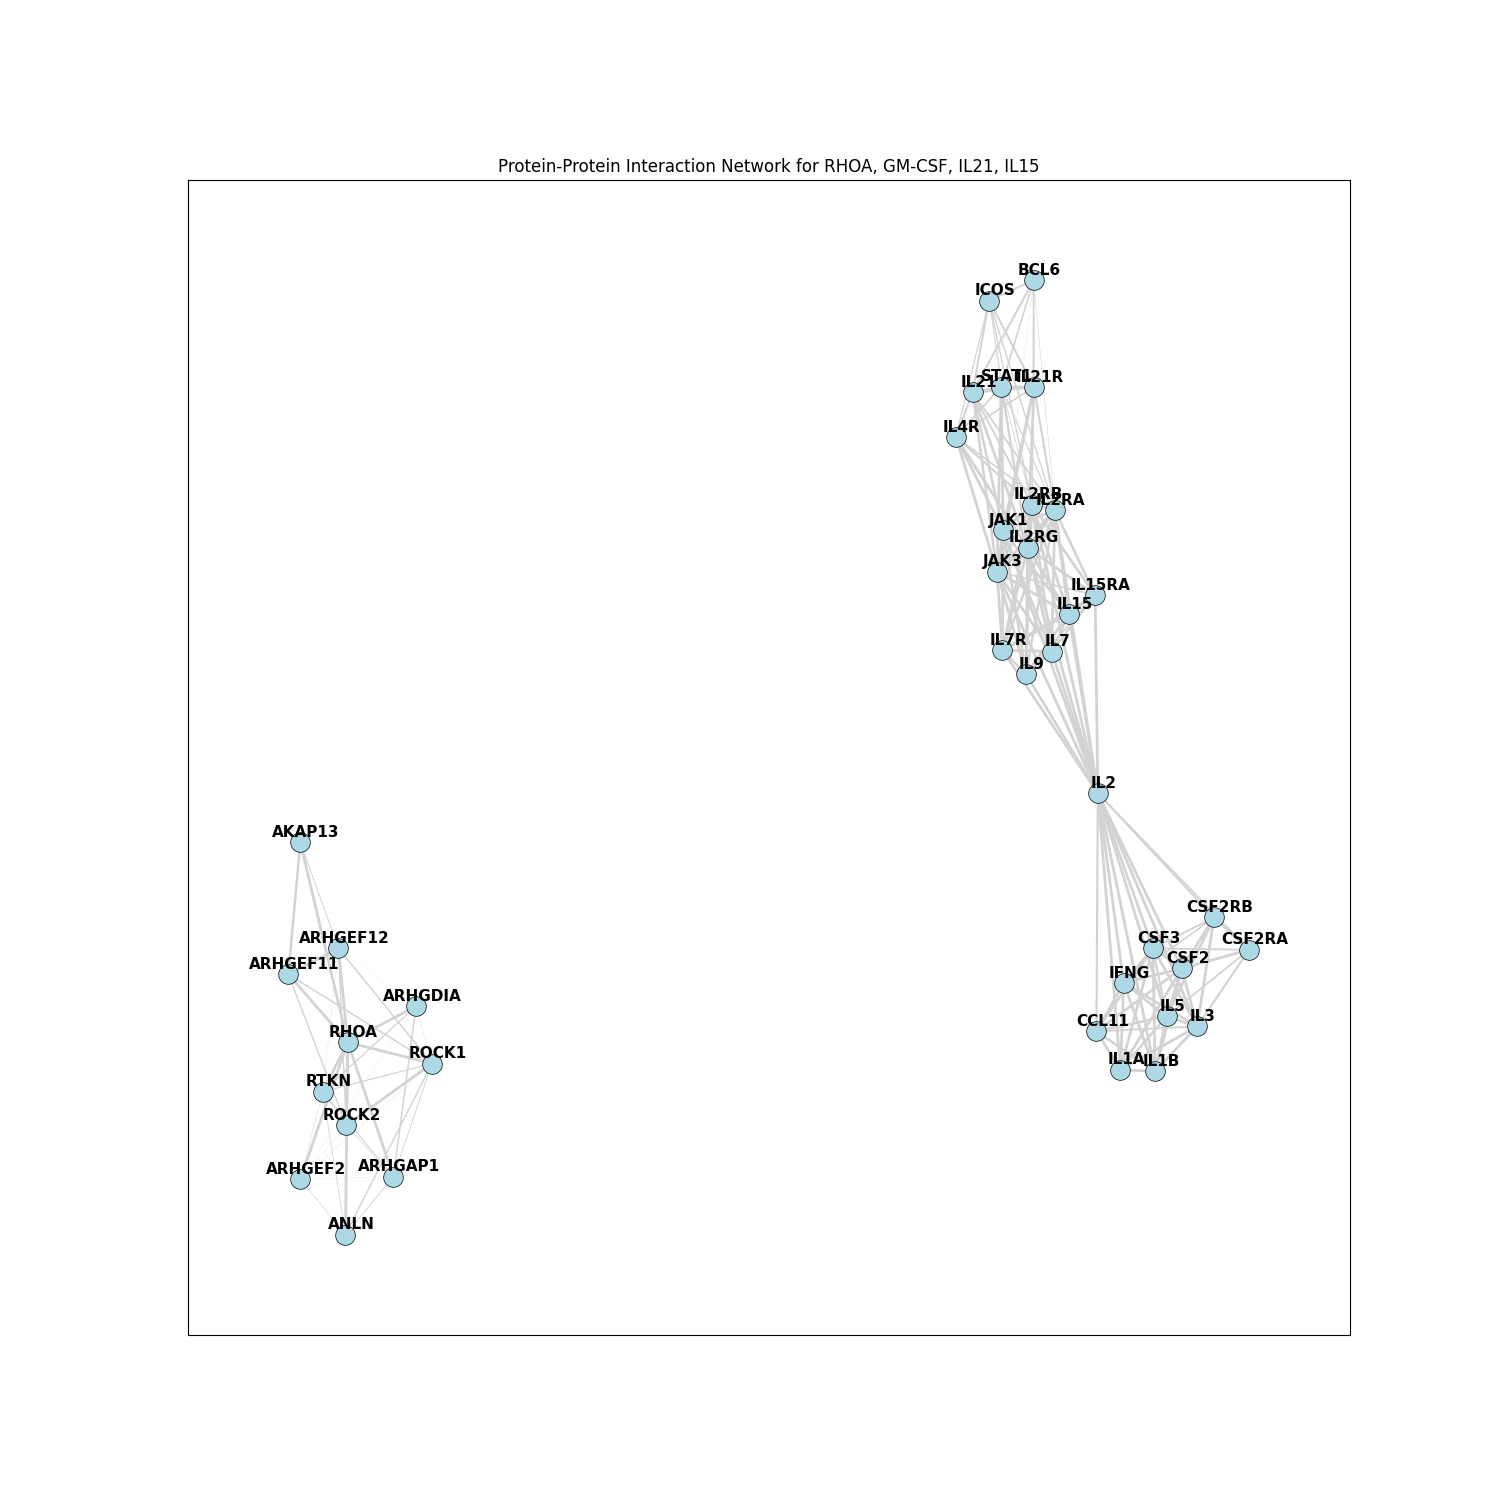 Protein-Protein Interaction Network for RHOA, GM-CSF, IL21, IL15
BCL6
ICOS
STAT1
IL21R
IL21
IL4R
IL2RB
IL2RA
JAK1
IL2RG
JAK3
IL15RA
IL15
IL7R
IL7
IL9
IL2
AKAP13
CSF2RB
ARHGEF12
CSF3
CSF2RA
CSF2
ARHGEF11
IFNG
ARHGDIA
IL5
IL3
CCL11
RHOA
ROCK1
IL1A
IL1B
RTKN
ROCK2
ARHGAP1
ARHGEF2
ANLN